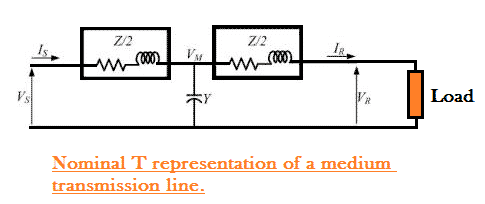 Z/2
Z/2
I_S
V_M
I_R
V_S
Y
V_R
Load
Nominal T representation of a medium
transmission line.